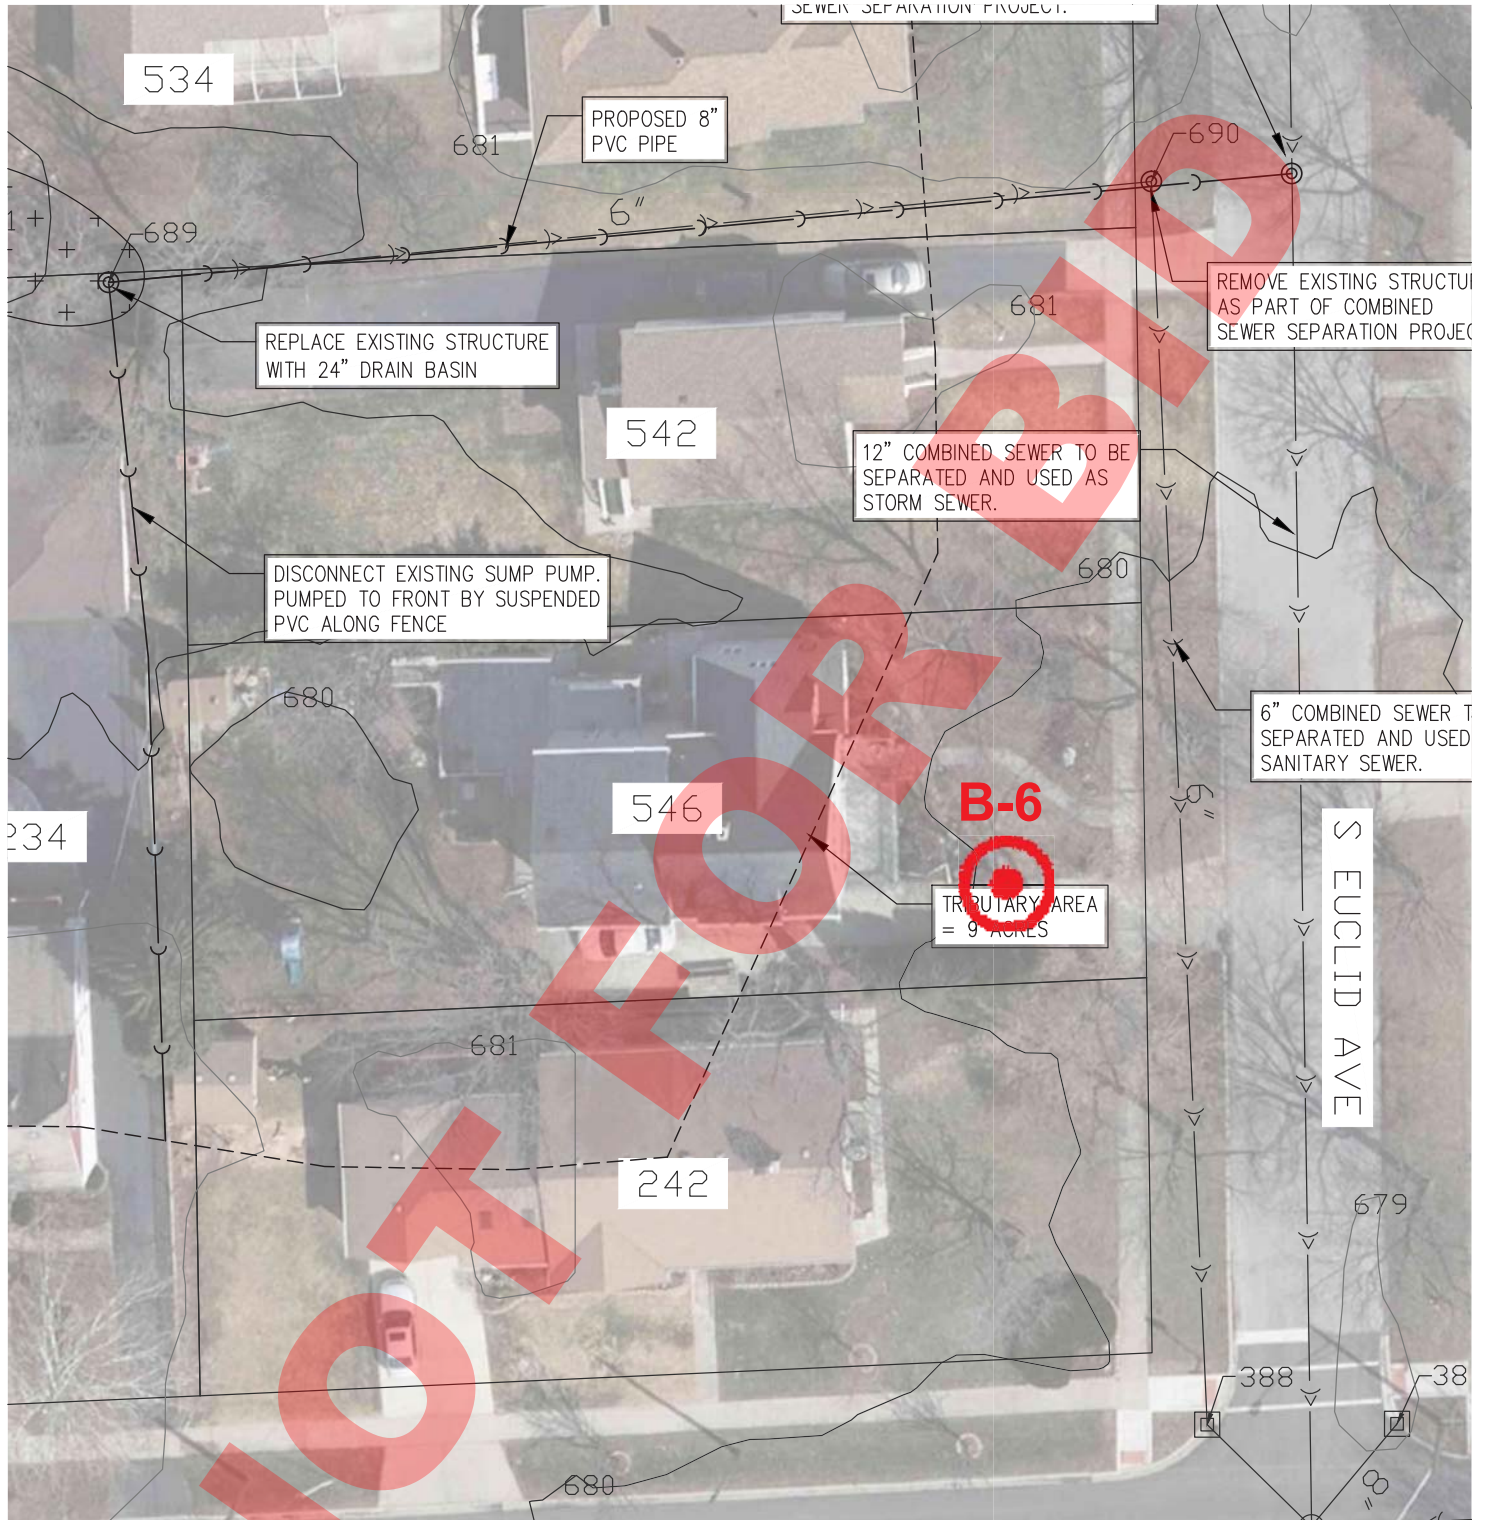 SEWER SEPARATION PROJECT.
534
PROPOSED 8”
PVC PIPE
681
690
6”
689
REMOVE EXISTING STRUCTU
AS PART OF COMBINED
SEWER SEPARATION PROJEC
681
REPLACE EXISTING STRUCTURE
WITH 24” DRAIN BASIN
542
12” COMBINED SEWER TO BE
SEPARATED AND USED AS
STORM SEWER.
680
DISCONNECT EXISTING SUMP PUMP.
PUMPED TO FRONT BY SUSPENDED
PVC ALONG FENCE
680
6” COMBINED SEWER T
SEPARATED AND USED
SANITARY SEWER.
546
B-6
6”
234
S EUCLID AVE
TRIBUTARY AREA
= 9 ACRES
681
242
679
388
38
680
8”
NOT FOR BID